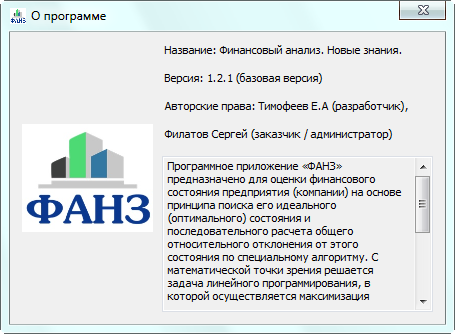 ФАНЗ О программе
Название: Финансовый анализ. Новые знания.
Версия: 1.2.1 (базовая версия)
Авторские права: Тимофеев Е.А (разработчик),
Филатов Сергей (заказчик / администратор)
ФАНЗ
Программное приложение «ФАНЗ»
предназначено для оценки финансового
состояния предприятия (компании) на основе
принципа поиска его идеального
(оптимального) состояния и
последовательного расчета общего
относительного отклонения от этого
состояния по специальному алгоритму. С
математической точки зрения решается
задача линейного программирования, в
которой осуществляется максимизация